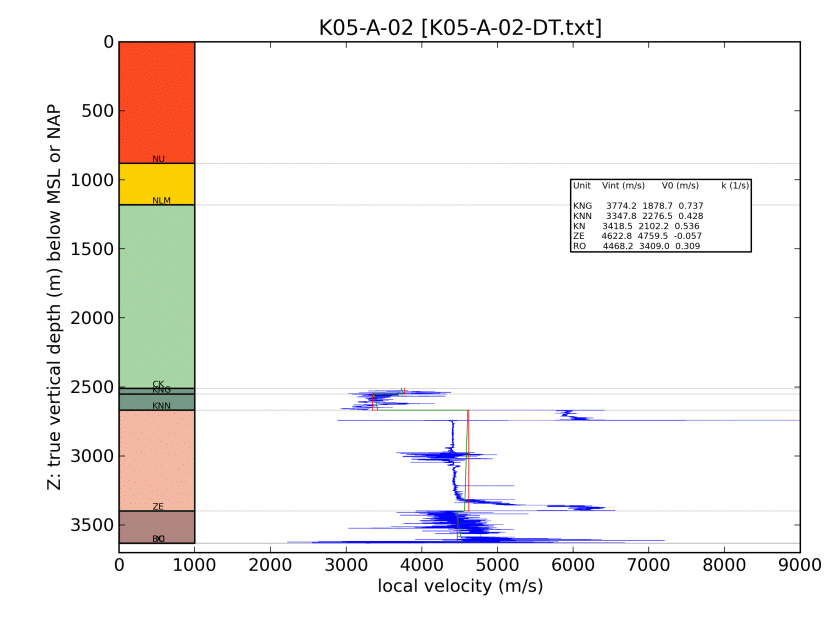 K05-A-02 [K05-A-02-DT.txt]
0
500
1000
1500
2000
2500
3000
3500
Z: true vertical depth (m) below MSL or NAP
NU
NLM
CK
KNG
KNN
ZE
Unit Vint (m/s) V0 (m/s) k (1/s)
KNG 3774.2 1878.7 0.737
KNN 3347.8 2276.5 0.428
KN 3418.5 2102.2 0.536
ZE 4622.8 4759.5 -0.057
RO 4468.2 3409.0 0.309
0 1000 2000 3000 4000 5000 6000 7000 8000 9000
local velocity (m/s)